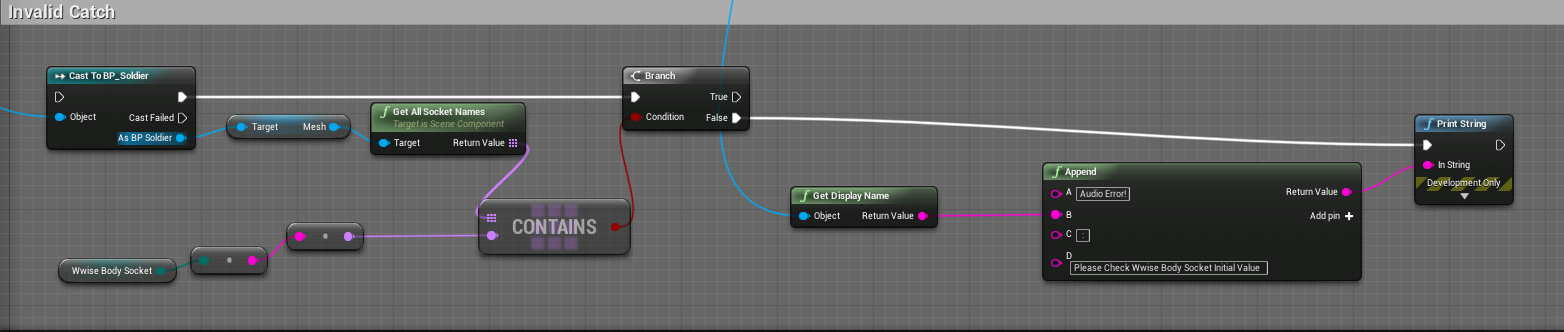 Invalid Catch
Cast To BP_Soldier
Object
Cast Failed
As BP Soldier
Target Mesh
f Get All Socket Names
Target is Scene Component
Target Return Value
Branch
True
Condition False
CONTAINS
Wwise Body Socket
f Get Display Name
Object Return Value
f Append
A Audio Error!
Return Value
B
Add pin
C :
D
Please Check Wwise Body Socket Initial Value
f Print String
In String
Development Only